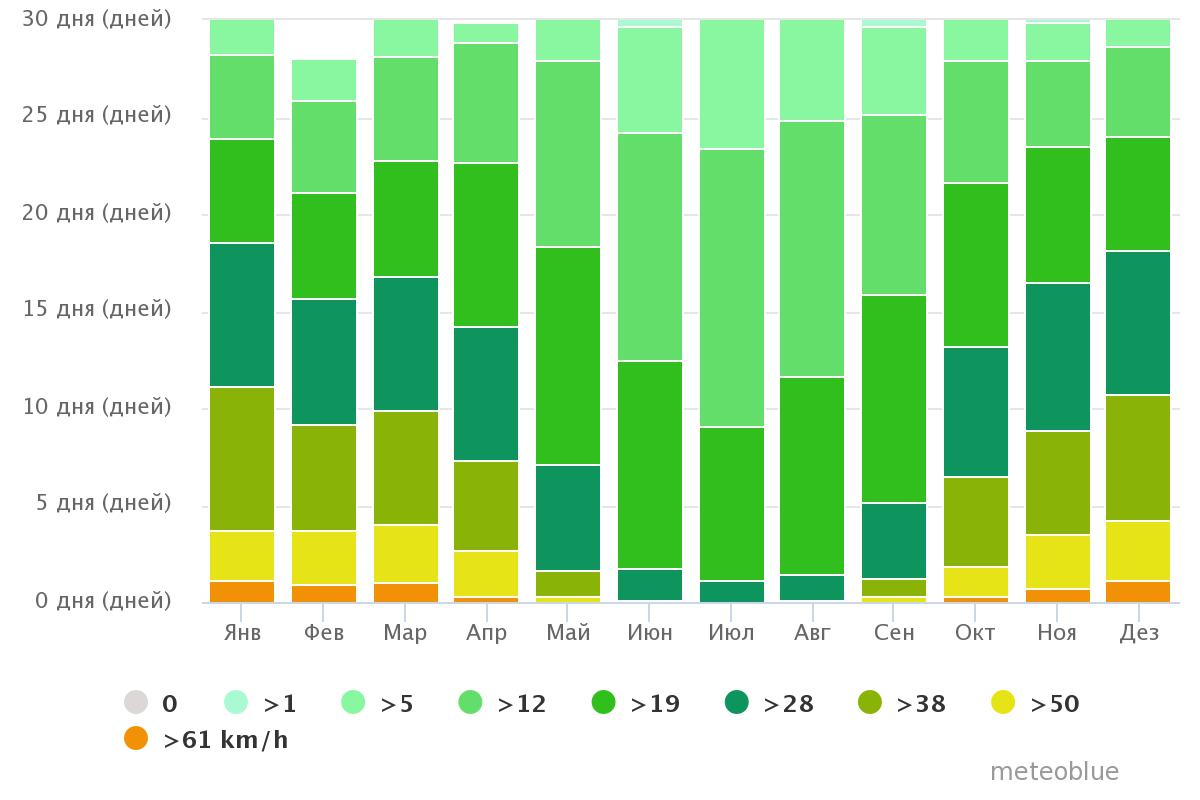 30 дня (дней)
25 дня (дней)
20 дня (дней)
15 дня (дней)
10 дня (дней)
5 дня (дней)
0 дня (дней)
Янв Фев Мар Апр Май Июн Июл Авг Сен Окт Ноя Дез
0 >1 >5 >12 >19 >28 >38 >50
>61 km/h
meteoblue